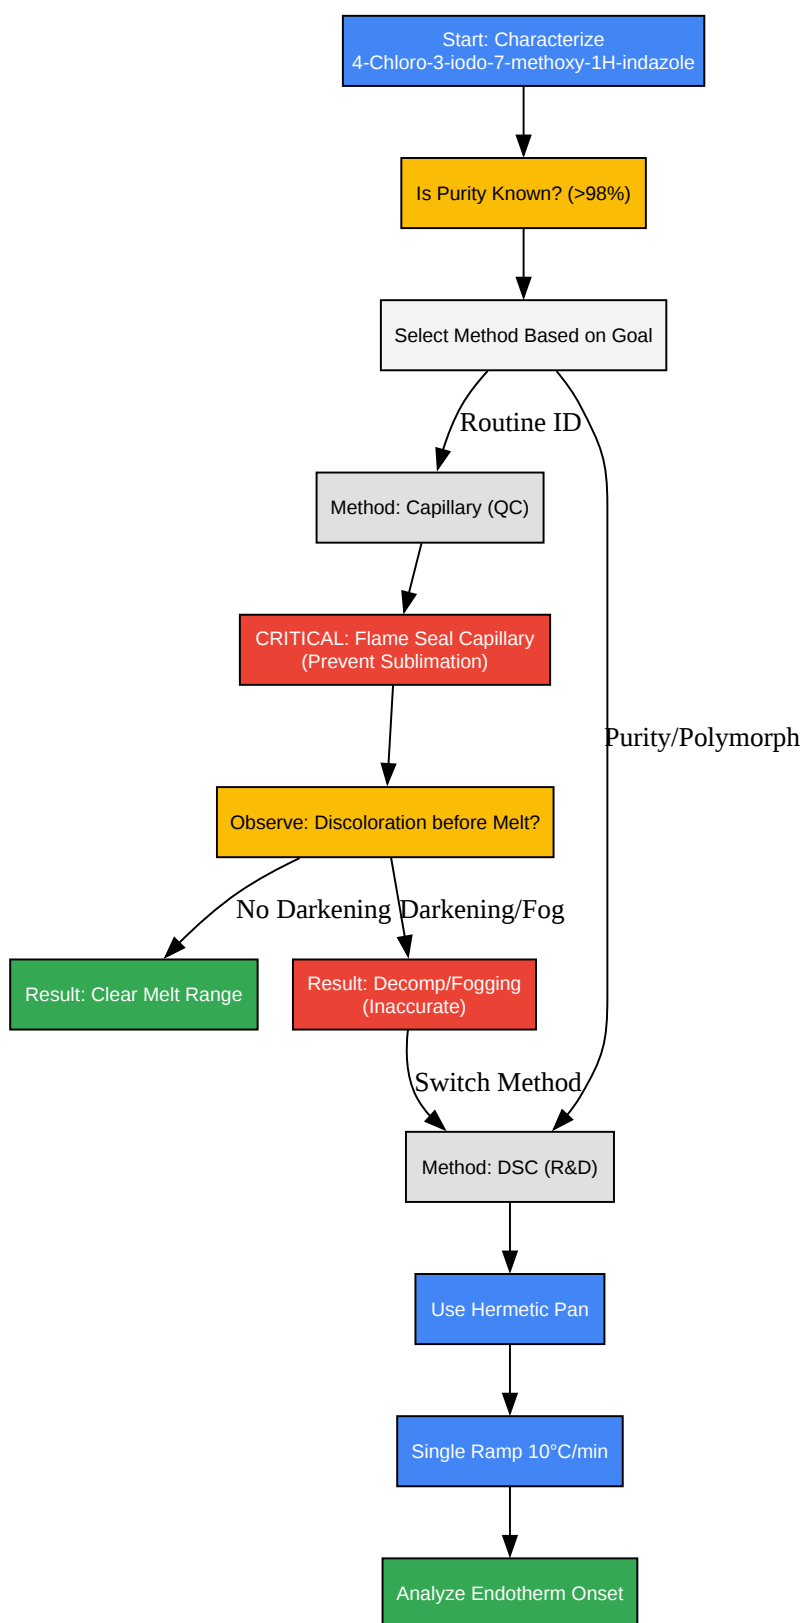 Start: Characterize
4-Chloro-3-iodo-7-methoxy-1H-indazole
Is Purity Known? (>98%)
Select Method Based on Goal
Routine ID
Method: Capillary (QC)
CRITICAL: Flame Seal Capillary
(Prevent Sublimation)
Purity/Polymorph
Observe: Discoloration before Melt?
No Darkening
Darkening/Fog
Result: Clear Melt Range
Result: Decomp/Fogging
(Inaccurate)
Switch Method
Method: DSC (R&D)
Use Hermetic Pan
Single Ramp 10°C/min
Analyze Endotherm Onset